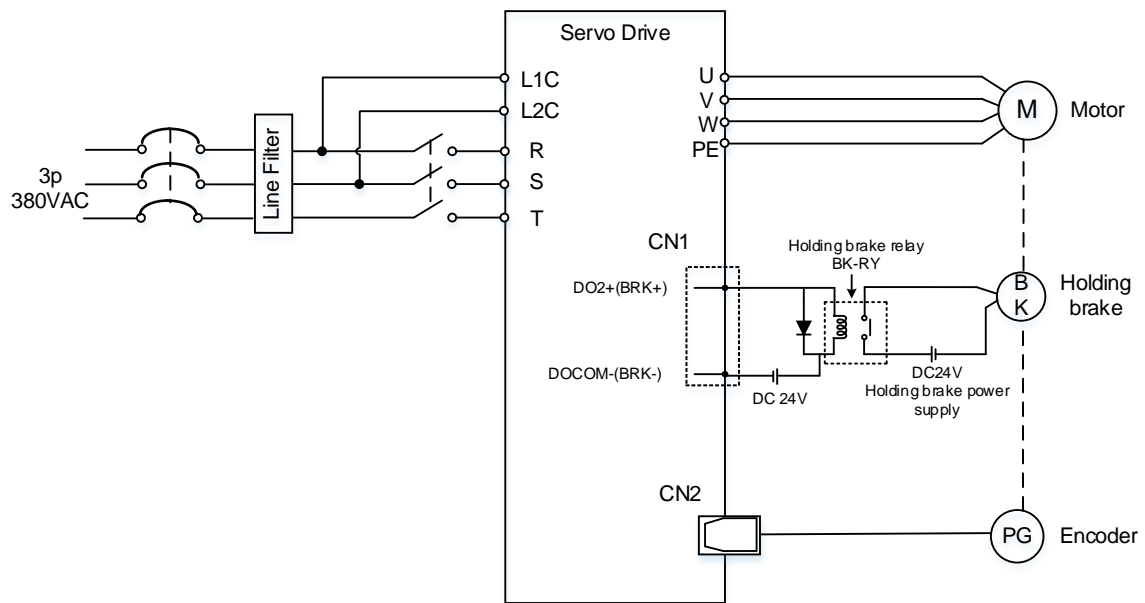 Servo Drive
L1C
L2C
R
S
T
3p
380VAC
Line Filter
U
V
W
PE
M
Motor
CN1
Holding brake relay
BK-RY
DO2+(BRK+)
DOCOM-(BRK-)
DC 24V
DC24V
Holding brake power
supply
B
K
Holding
brake
CN2
PG
Encoder